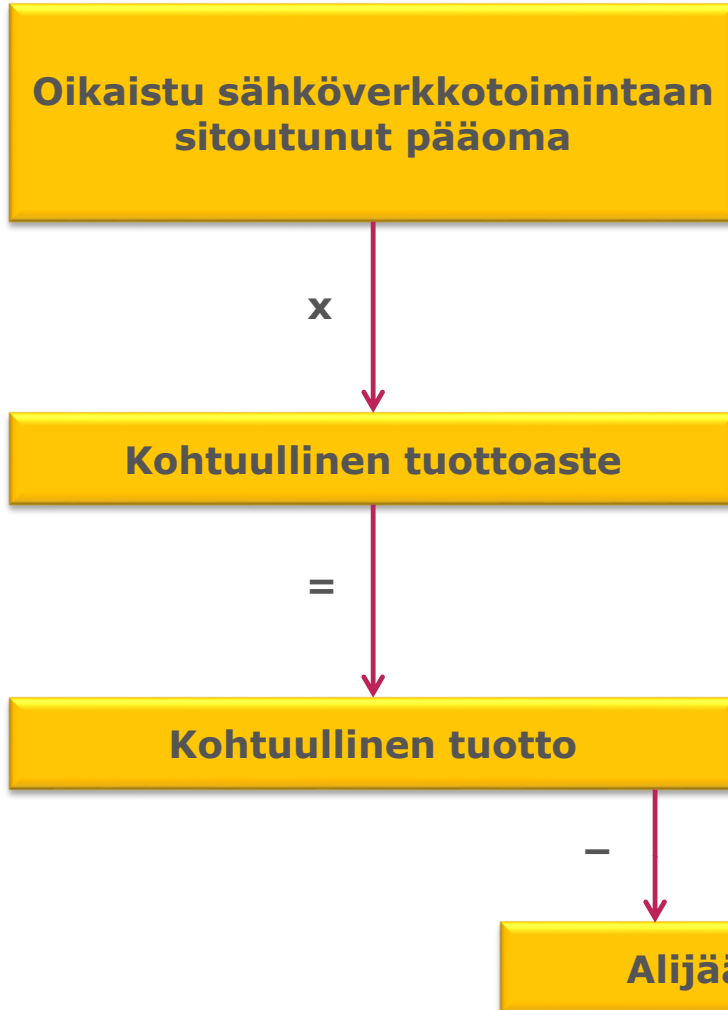 Oikaistu sähköverkkotoimintaan
sitoutunut pääoma
x
Kohtuullinen tuottoaste
=
Kohtuullinen tuotto
–